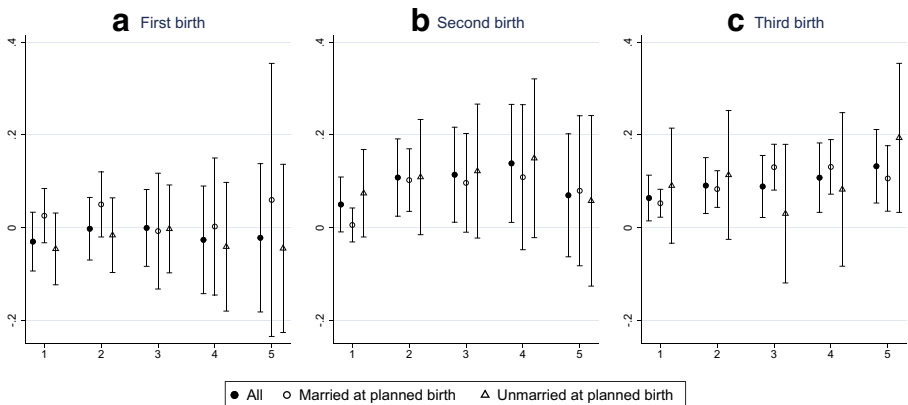 a First birth
b Second birth
c Third birth
.4
.2
0
-.2
1 2 3 4 5
.4
.2
0
-.2
1 2 3 4 5
.4
.2
0
-.2
1 2 3 4 5
All Married at planned birth Unmarried at planned birth